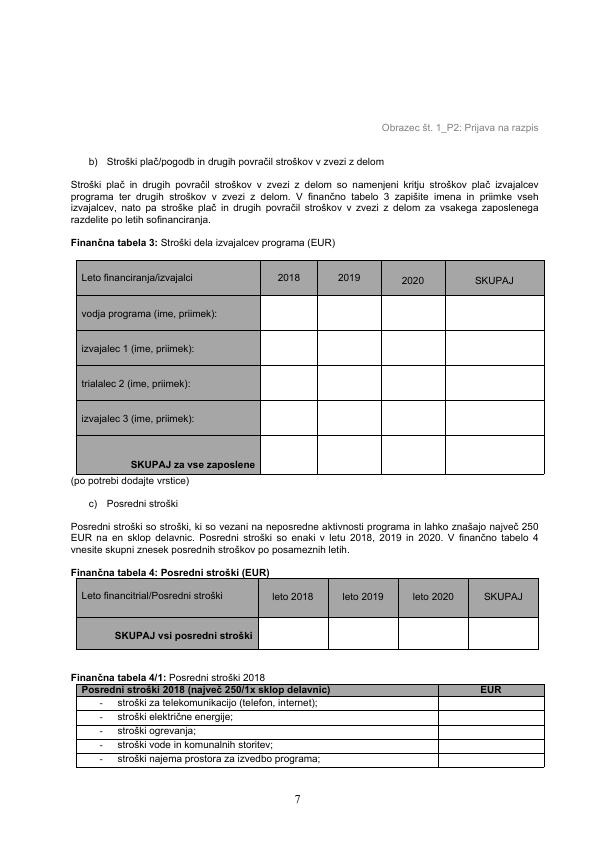 Obrazec št. 1_P2: Prijava na razpis
b) Stroški plač/pogodb in drugih povračil stroškov v zvezi z delom
Stroški plač in drugih povračil stroškov v zvezi z delom so namenjeni kritju stroškov plač izvajalcev
programa ter drugih stroškov v zvezi z delom. V finančno tabelo 3 zapišite imena in priimke vseh
izvajalcev, nato pa stroške plač in drugih povračil stroškov v zvezi z delom za vsakega zaposlenega
razdelite po letih sofinanciranja.
Finančna tabela 3: Stroški dela izvajalcev programa (EUR)
Leto financiranja/izvajalci 2018 2019 2020 SKUPAJ
vodja programa (ime, priimek):
izvajalec 1 (ime, priimek):
trialalec 2 (ime, priimek):
izvajalec 3 (ime, priimek):
SKUPAJ za vse zaposlene
(po potrebi dodajte vrstice)
c) Posredni stroški
Posredni stroški so stroški, ki so vezani na neposredne aktivnosti programa in lahko znašajo največ 250
EUR na en sklop delavnic. Posredni stroški so enaki v letu 2018, 2019 in 2020. V finančno tabelo 4
vnesite skupni znesek posrednih stroškov po posameznih letih.
Finančna tabela 4: Posredni stroški (EUR)
Leto financitrial/Posredni stroški leto 2018 leto 2019 leto 2020 SKUPAJ
SKUPAJ vsi posredni stroški
Finančna tabela 4/1: Posredni stroški 2018
Posredni stroški 2018 (največ 250/1x sklop delavnic) EUR
- stroški za telekomunikacijo (telefon, internet);
- stroški električne energije;
- stroški ogrevanja;
- stroški vode in komunalnih storitev;
- stroški najema prostora za izvedbo programa;
7